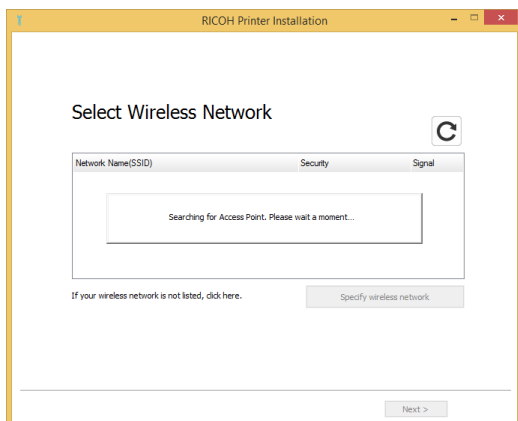 RICOH Printer Installation
Select Wireless Network
Network Name(SSID) Security Signal
Searching for Access Point. Please wait a moment...
If your wireless network is not listed, click here. Specify wireless network
Next >